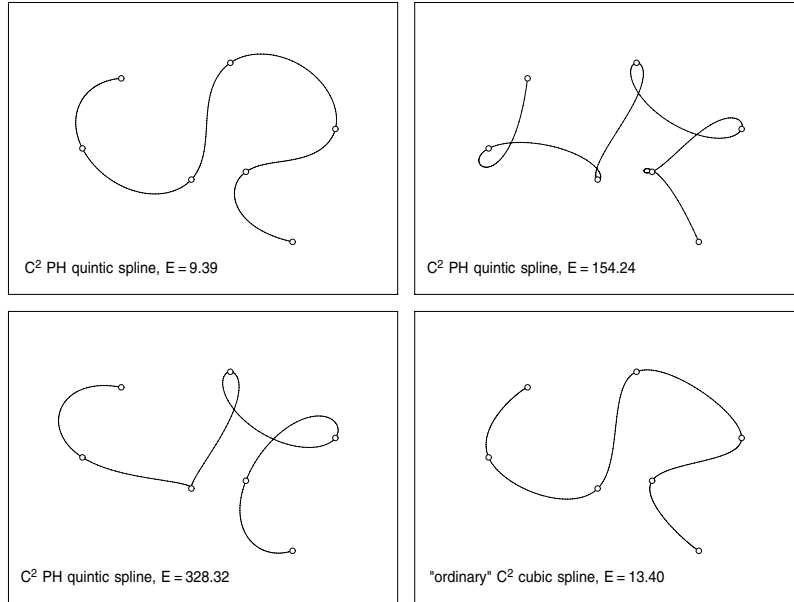 C² PH quintic spline, E = 9.39
C² PH quintic spline, E = 154.24
C² PH quintic spline, E = 328.32
"ordinary" C² cubic spline, E = 13.40